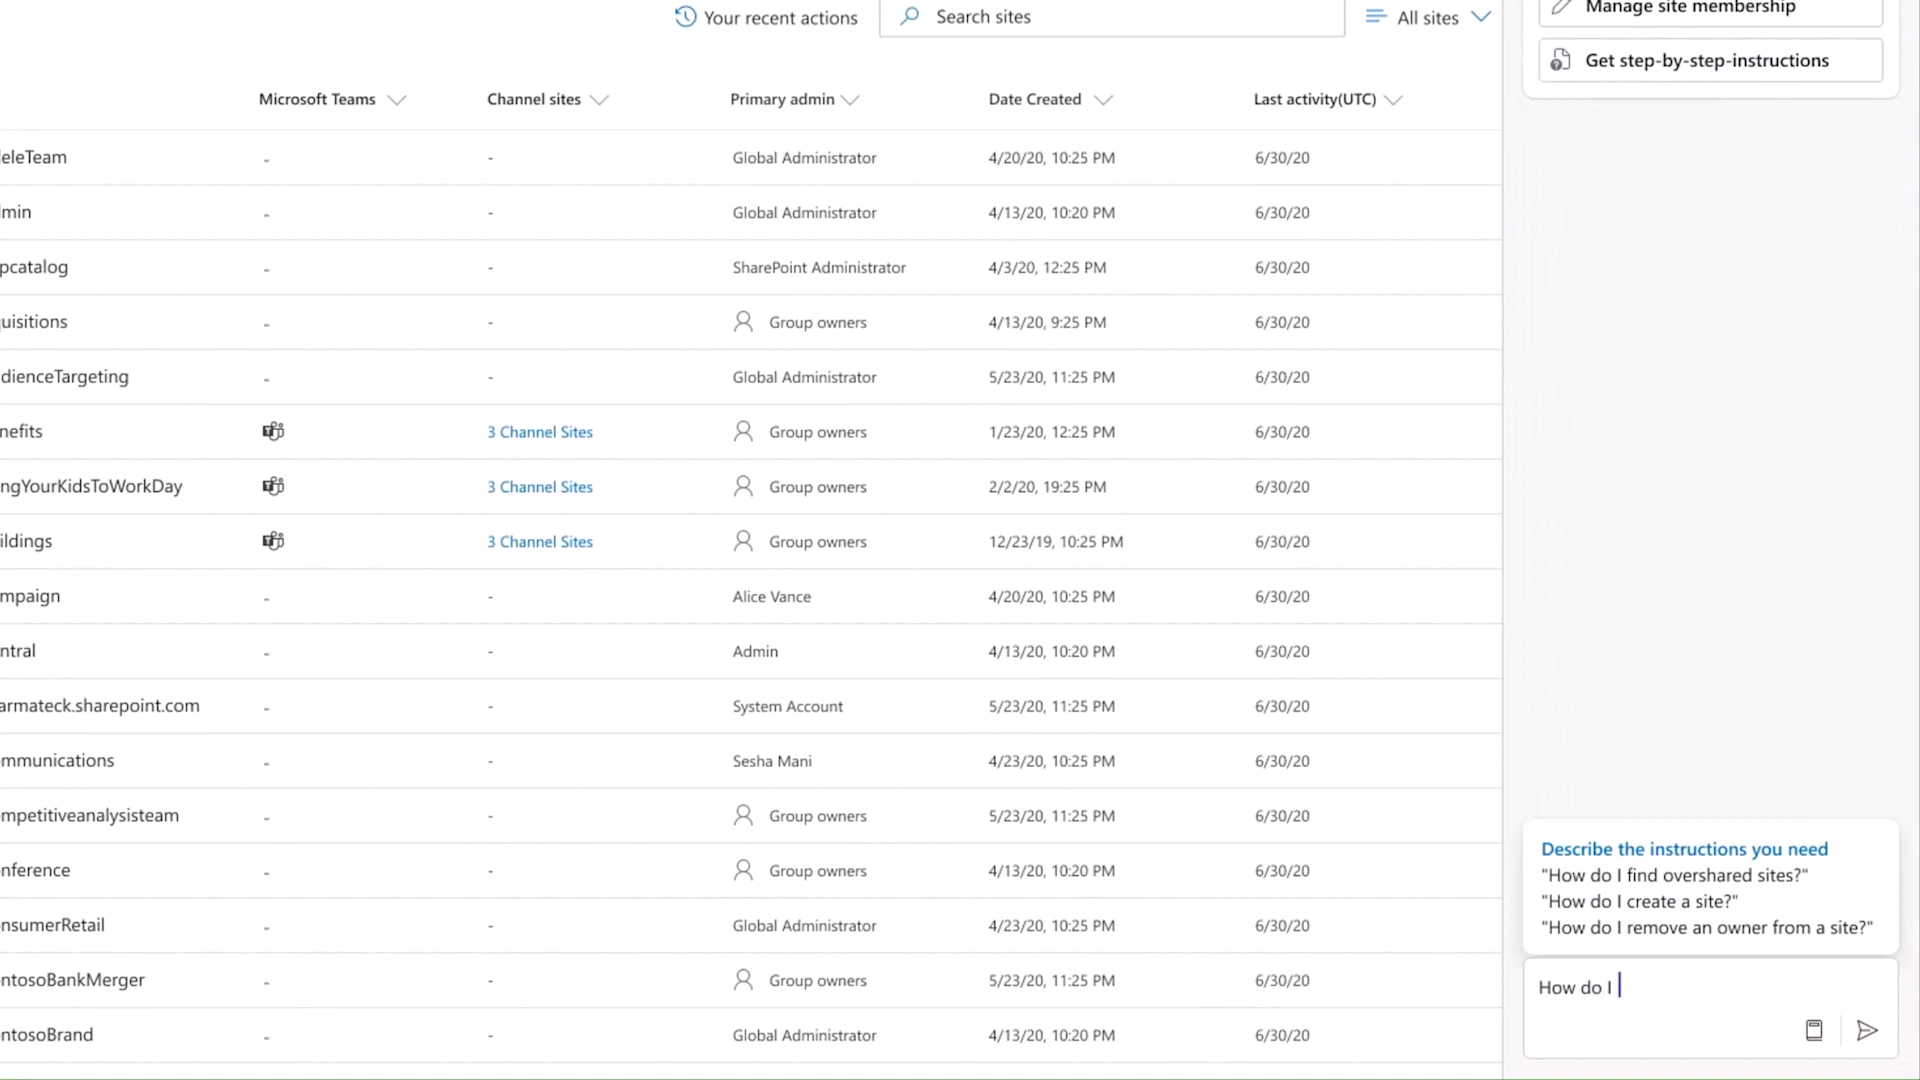 Your recent actions
Search sites
All sites
Manage site membership
Get step-by-step-instructions
Microsoft Teams Channel sites Primary admin Date Created Last activity(UTC)
eleTeam - - Global Administrator 4/20/20, 10:25 PM 6/30/20
lmin - - Global Administrator 4/13/20, 10:20 PM 6/30/20
pcatalog - - SharePoint Administrator 4/3/20, 12:25 PM 6/30/20
uisitions - - Group owners 4/13/20, 9:25 PM 6/30/20
dienceTargeting - - Global Administrator 5/23/20, 11:25 PM 6/30/20
nefits 3 Channel Sites Group owners 1/23/20, 12:25 PM 6/30/20
ngYourKidsToWorkDay 3 Channel Sites Group owners 2/2/20, 19:25 PM 6/30/20
ildings 3 Channel Sites Group owners 12/23/19, 10:25 PM 6/30/20
mpaign - - Alice Vance 4/20/20, 10:25 PM 6/30/20
ntral - - Admin 4/13/20, 10:20 PM 6/30/20
armateck.sharepoint.com - - System Account 5/23/20, 11:25 PM 6/30/20
mmunications - - Sesha Mani 4/23/20, 10:25 PM 6/30/20
mpetitiveanalysisteam - - Group owners 5/23/20, 11:25 PM 6/30/20
nference - - Group owners 4/13/20, 10:20 PM 6/30/20
nsumerRetail - - Global Administrator 4/23/20, 10:25 PM 6/30/20
ntosoBankMerger - - Group owners 5/23/20, 11:25 PM 6/30/20
ntosoBrand - - Global Administrator 4/13/20, 10:20 PM 6/30/20
Describe the instructions you need
"How do I find overshared sites?"
"How do I create a site?"
"How do I remove an owner from a site?"
How do I